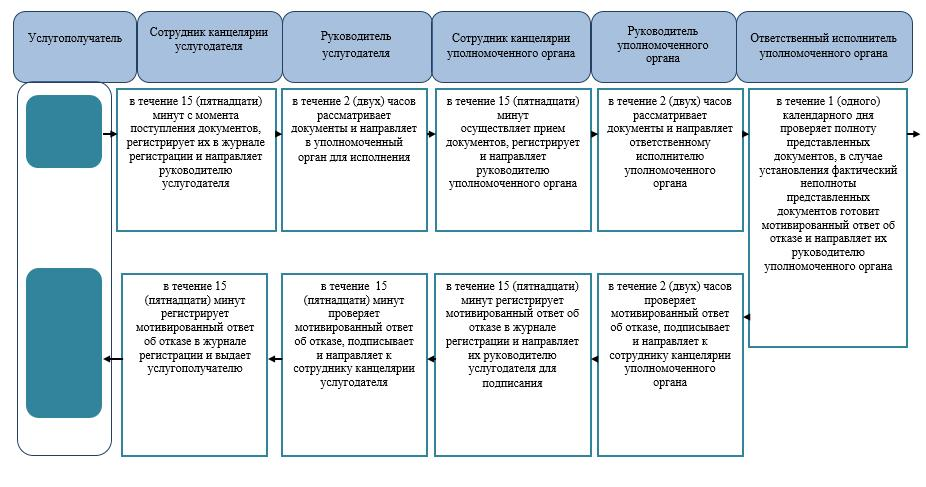 Услугополучатель
Сотрудник канцелярии
услугодателя
Руководитель
услугодателя
Сотрудник канцелярии
уполномоченого органа
Руководитель
уполномоченого
органа
Ответственный исполнитель
уполномоченого органа
в течение 15 (пятнадцати)
минут с момента
поступления документов,
регистрирует их в журнале
регистрации и направляет
руководителю
услугодателя
в течение 2 (двух) часов
рассматривает
документы и направляет
в уполномоченный
орган для исполнения
в течение 15 (пятнадцати)
минут
осуществляет прием
документов, регистрирует
и направляет
руководителю
уполномоченного органа
в течение 2 (двух) часов
рассматривает
документы и направляет
ответственному
исполнителю
уполномоченного
органа
в течение 1 (одного)
календарного дня
проверяет полноту
представленных
документов, в случае
установления фактический
неполноты
представленных
документов готовит
мотивированный ответ об
отказе и направляет их
руководителю
уполномоченного органа
в течение 15
(пятнадцати) минут
регистрирует
мотивированный ответ
об отказе в журнале
регистрации и выдает
услугополучателю
в течение 15
(пятнадцати) минут
проверяет
мотивированный ответ
об отказе, подписывает
и направляет к
сотруднику канцелярии
услугодателя
в течение 15 (пятнадцати)
минут регистрирует
мотивированный ответ об
отказе в журнале
регистрации и направляет
их руководителю
услугодателя для
подписания
в течение 2 (двух) часов
проверяет
мотивированный ответ
об отказе, подписывает
и направляет к
сотруднику канцелярии
уполномоченного
органа